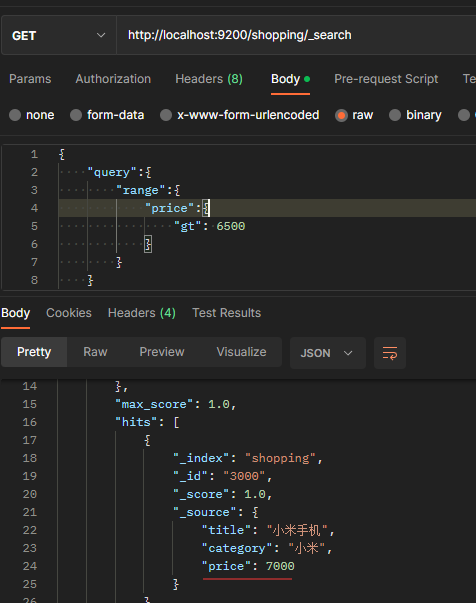 GET http://localhost:9200/shopping/_search
Params Authorization Headers (8) Body Pre-request Script
none form-data x-www-form-urlencoded raw binary
1 {
2 "query":{
3 "range":{
4 "price":{
5 "gt": 6500
6 }
7 }
8 }
Body Cookies Headers (4) Test Results
Pretty Raw Preview Visualize JSON
14 },
15 "max_score": 1.0,
16 "hits": [
17 {
18 "_index": "shopping",
19 "_id": "3000",
20 "_score": 1.0,
21 "_source": {
22 "title": "小米手机",
23 "category": "小米",
24 "price": 7000
25 }
26 }